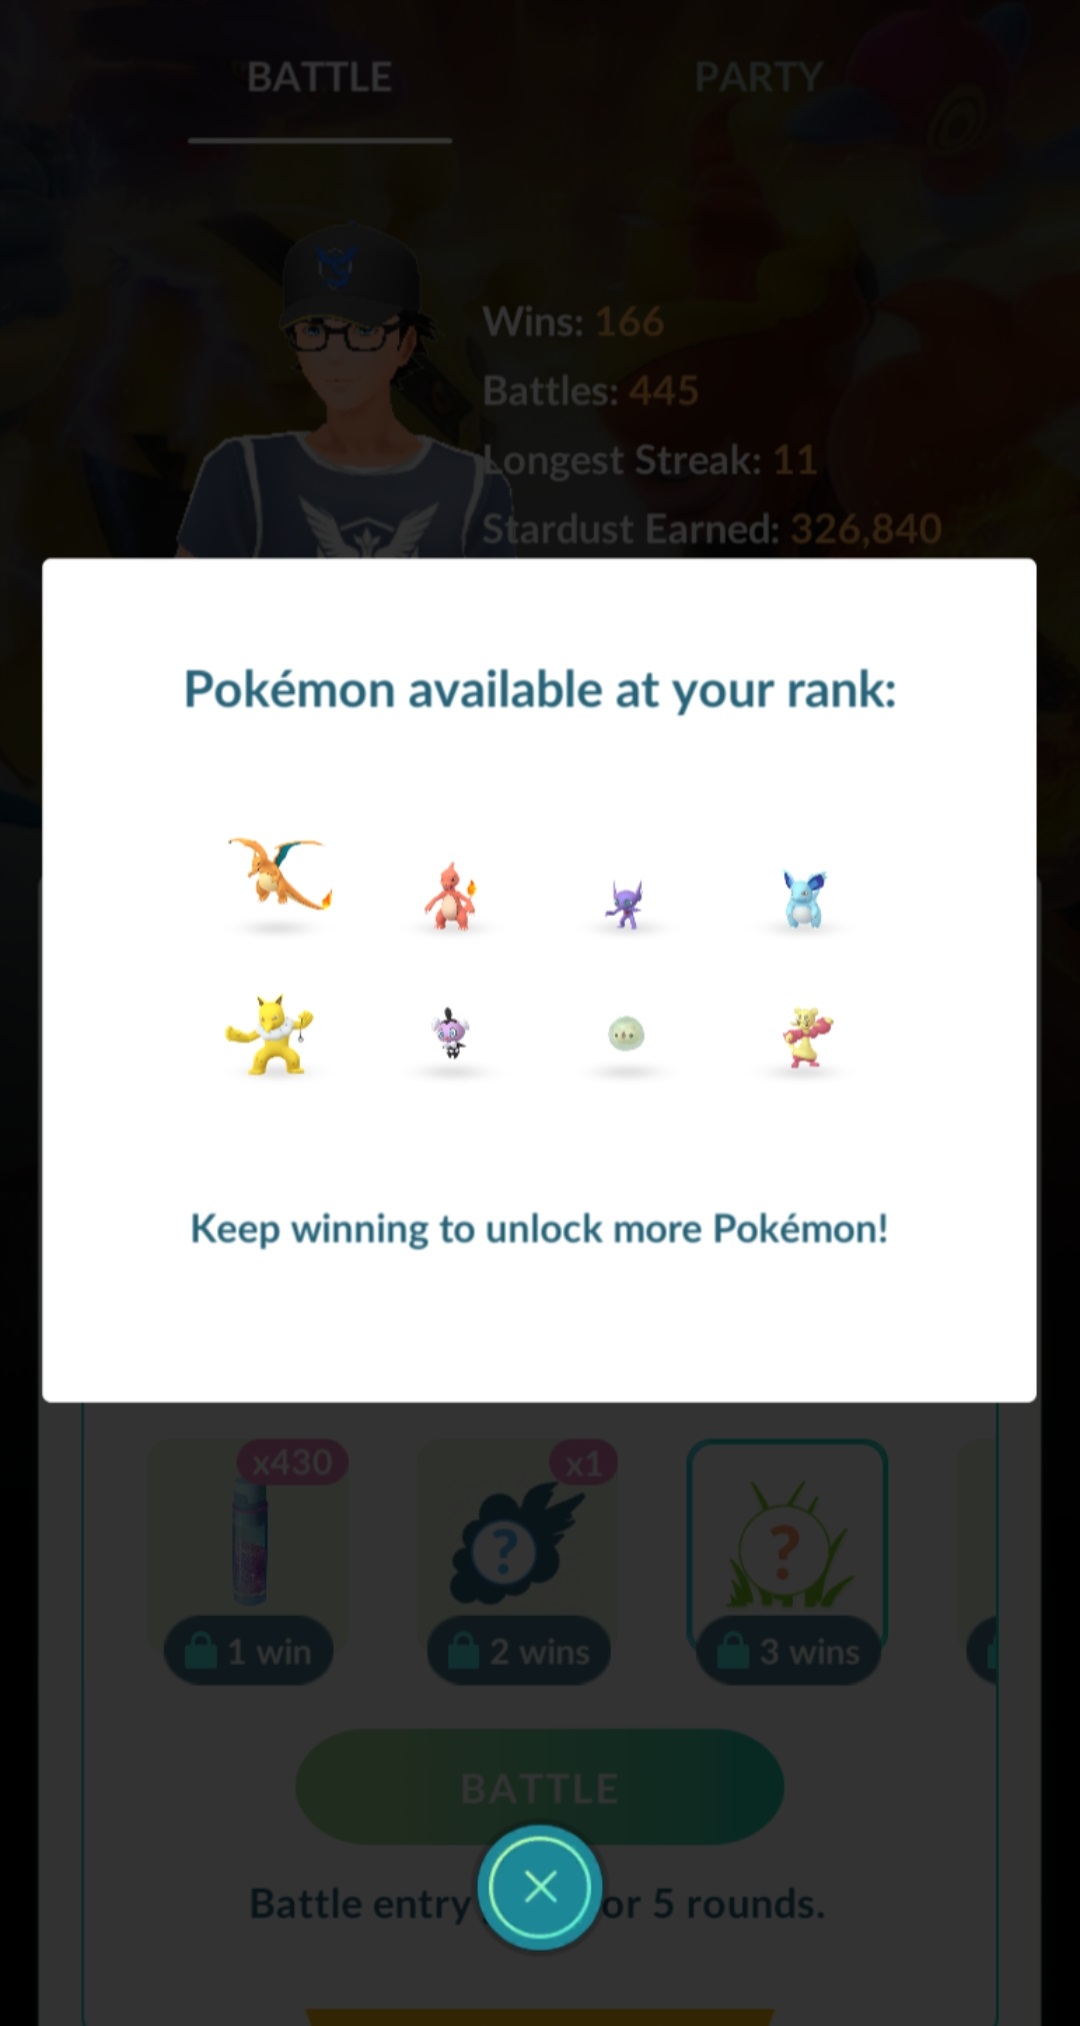 BATTLE
PARTY
Wins: 166
Battles: 445
Longest Streak: 11
Stardust Earned: 326,840
Pokémon available at your rank:
Keep winning to unlock more Pokémon!
x430
x1
?
?
1 win
2 wins
3 wins
BATTLE
Battle entry or 5 rounds.